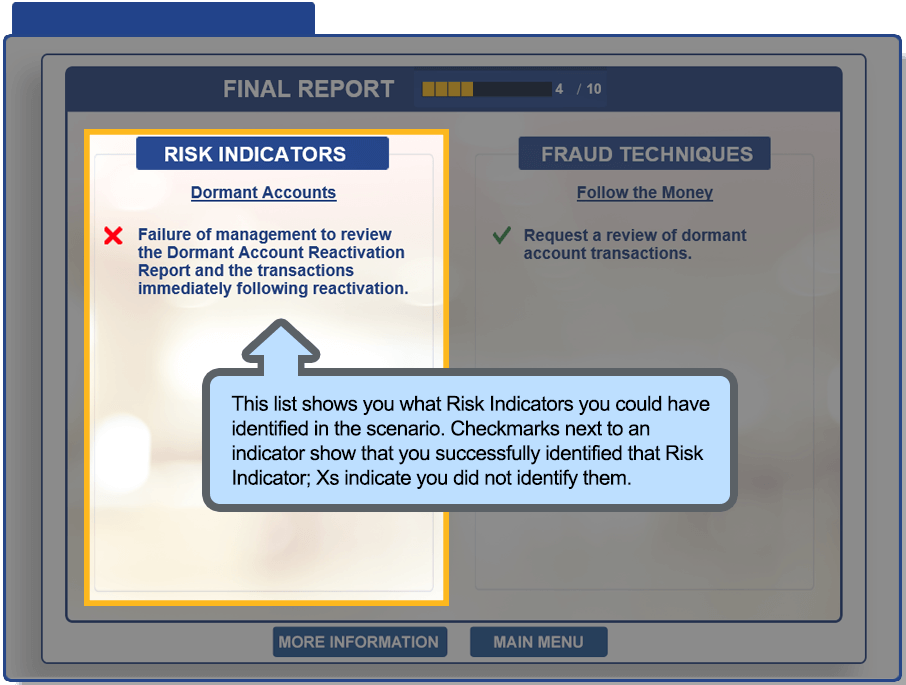 FINAL REPORT
4 / 10
RISK INDICATORS
Dormant Accounts
Failure of management to review
the Dormant Account Reactivation
Report and the transactions
immediately following reactivation.
FRAUD TECHNIQUES
Follow the Money
Request a review of dormant
account transactions.
This list shows you what Risk Indicators you could have
identified in the scenario. Checkmarks next to an
indicator show that you successfully identified that Risk
Indicator; Xs indicate you did not identify them.
MORE INFORMATION
MAIN MENU